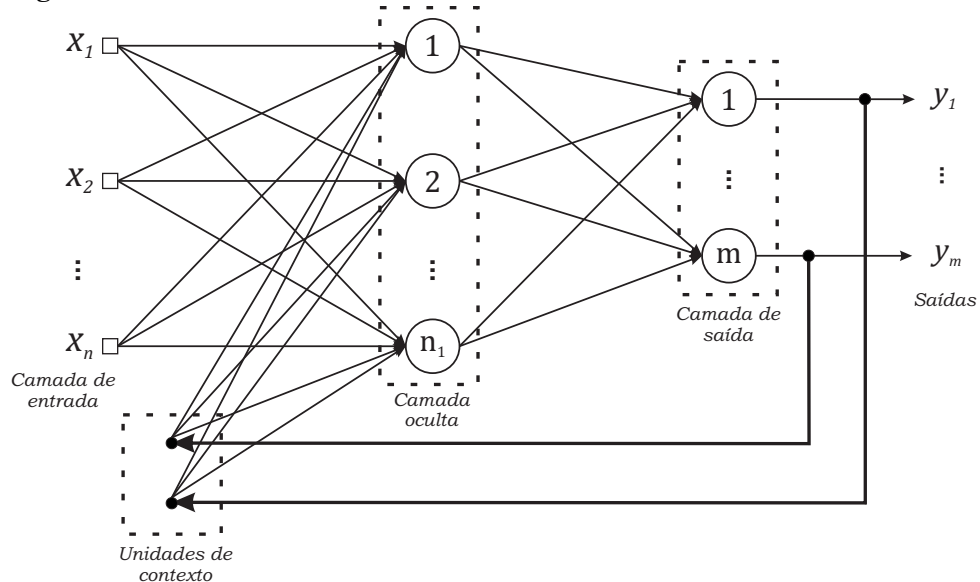 x₁
1
1
y₁
x₂
2
⋮
⋮
⋮
⋮
m
yₘ
xₙ
n₁
Camada de
entrada
Camada
oculta
Camada de
saída
Saídas
Unidades de
contexto